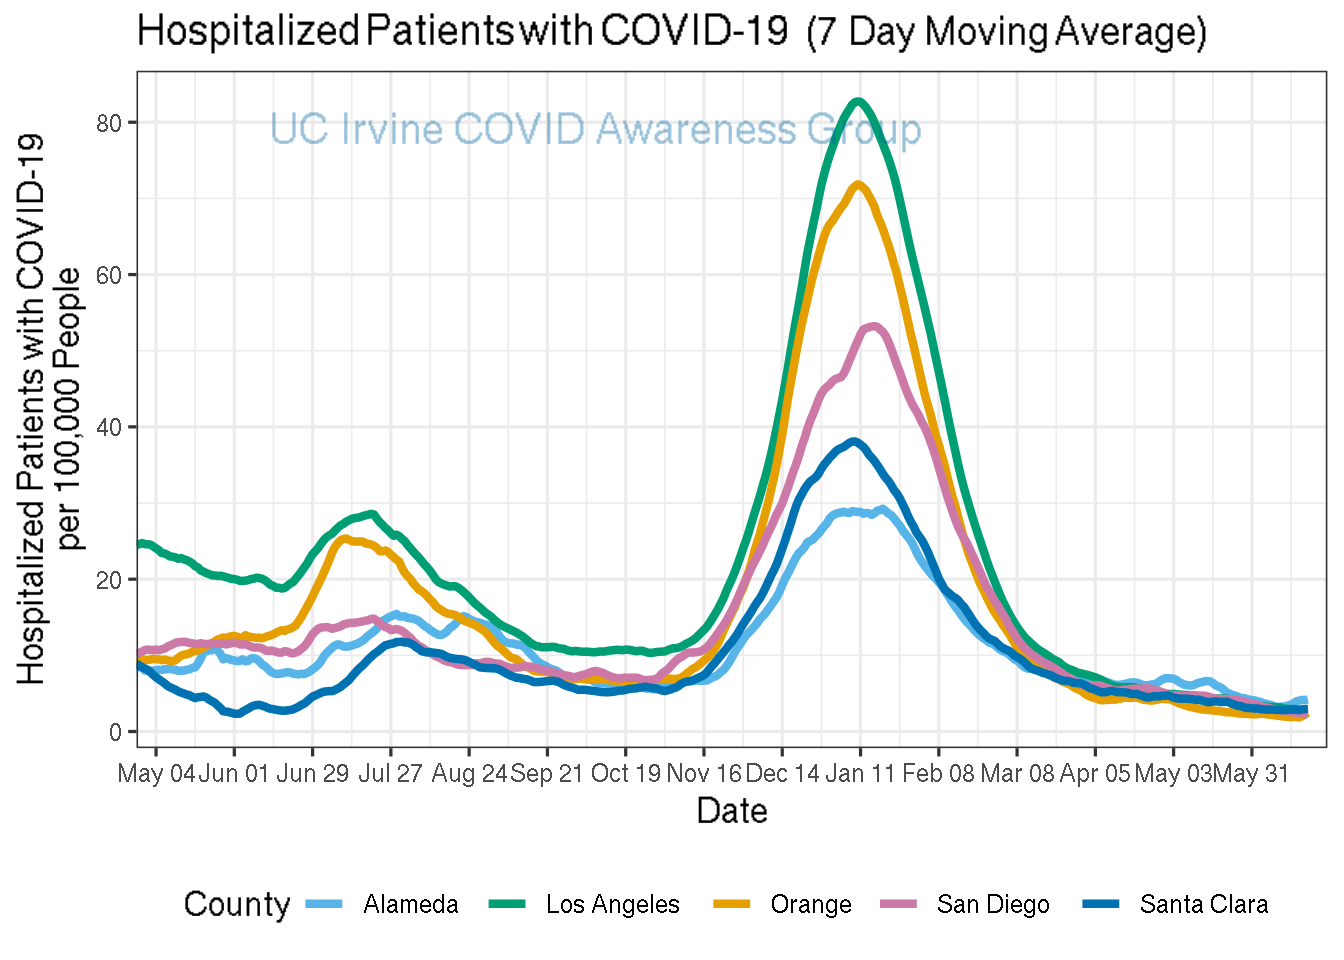 Hospitalized Patients with COVID-19 (7 Day Moving Average)
UC Irvine COVID Awareness Group
Hospitalized Patients with COVID-19
per 100,000 People
80
60
40
20
0
May 04 Jun 01 Jun 29 Jul 27 Aug 24 Sep 21 Oct 19 Nov 16 Dec 14 Jan 11 Feb 08 Mar 08 Apr 05 May 03 May 31
Date
County Alameda Los Angeles Orange San Diego Santa Clara